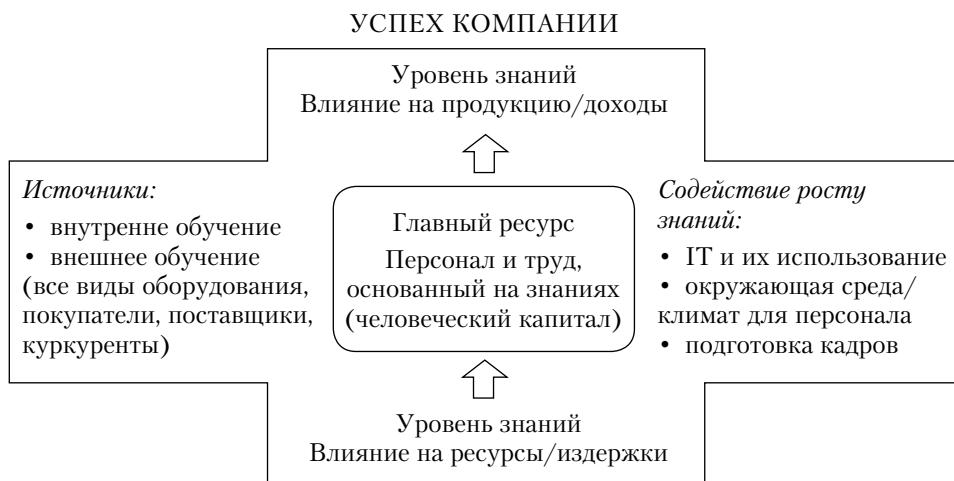 УСПЕХ КОМПАНИИ
Уровень знаний
Влияние на продукцию/доходы
Источники:
• внутренне обучение
• внешнее обучение
(все виды оборудования,
покупатели, поставщики,
куркуренты)
Главный ресурс
Персонал и труд,
основанный на знаниях
(человеческий капитал)
Содействие росту
знаний:
• IT и их использование
• окружающая среда/
климат для персонала
• подготовка кадров
Уровень знаний
Влияние на ресурсы/издержки